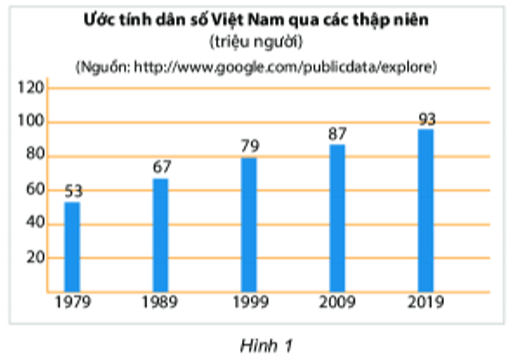 Ước tính dân số Việt Nam qua các thập niên
(triệu người)
(Nguồn: http://www.google.com/publicdata/explore)
120
100
80
60
40
20
53
67
79
87
93
1979 1989 1999 2009 2019
Hình 1